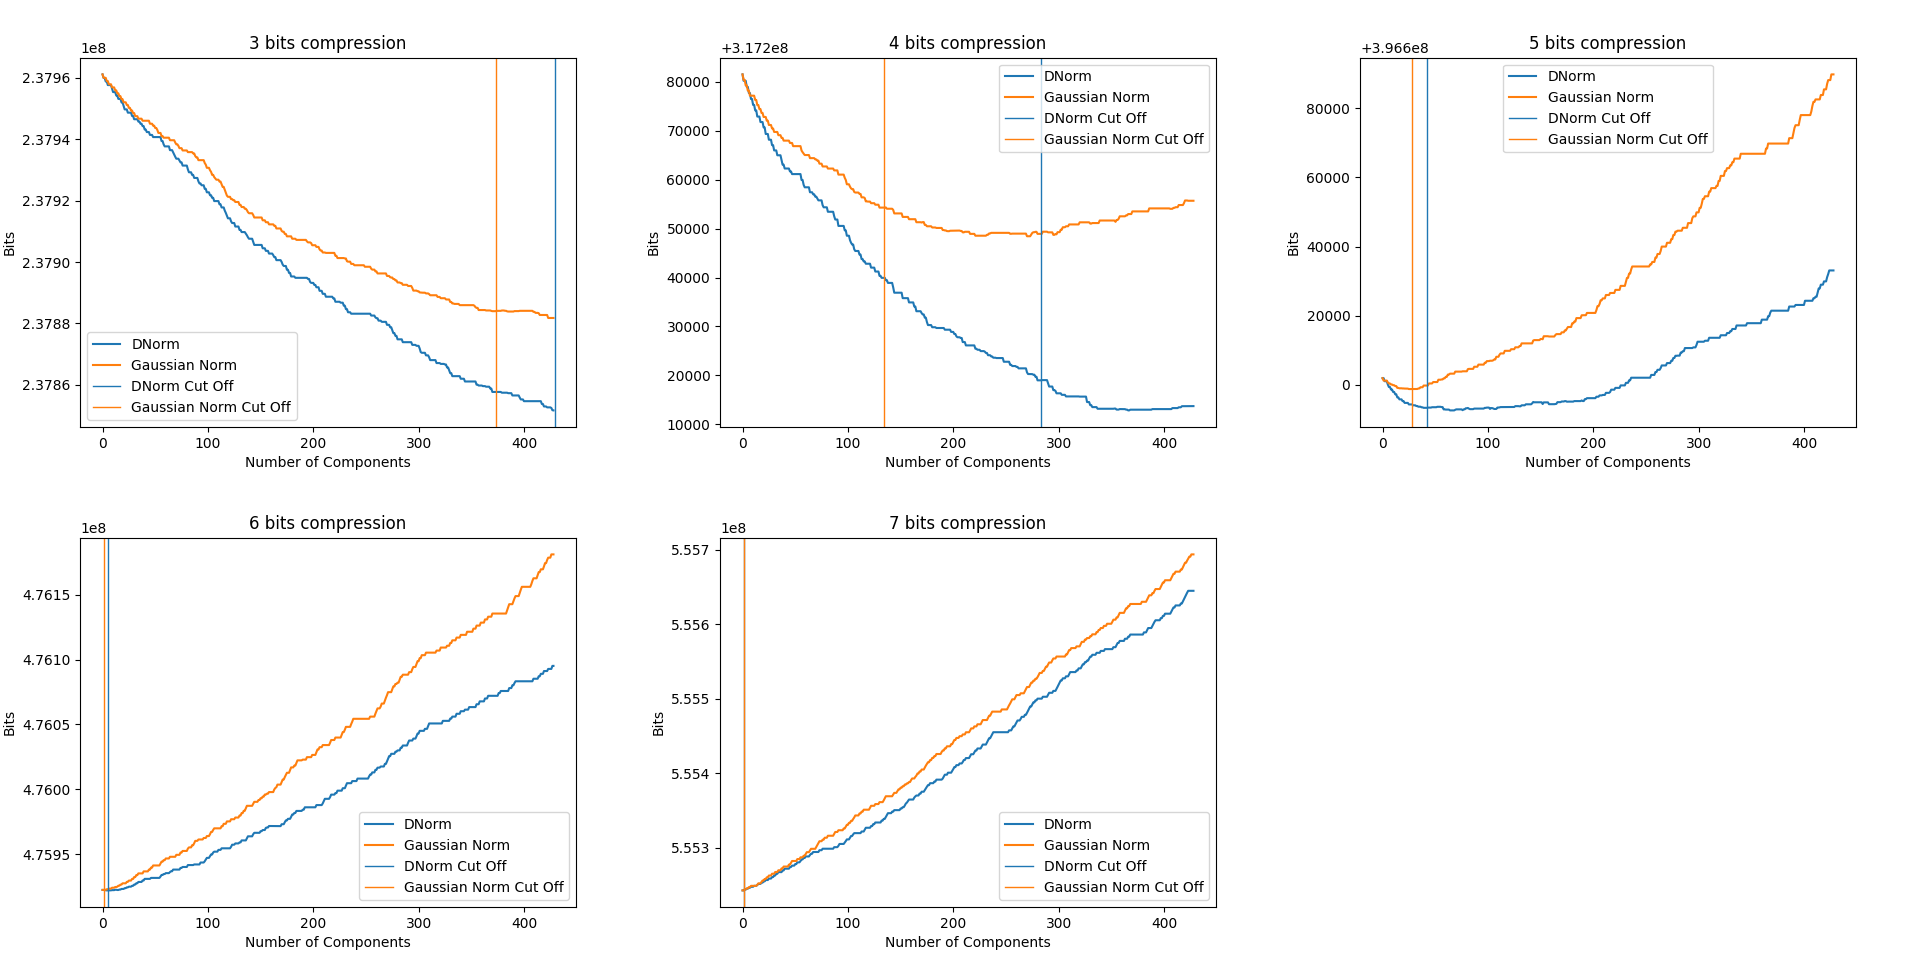 3 bits compression
1e8
2.3796
2.3794
2.3792
2.3790
2.3788
2.3786
Bits
0 100 200 300 400
Number of Components
DNorm
Gaussian Norm
DNorm Cut Off
Gaussian Norm Cut Off
4 bits compression
+3.172e8
80000
70000
60000
50000
40000
30000
20000
10000
Bits
0 100 200 300 400
Number of Components
DNorm
Gaussian Norm
DNorm Cut Off
Gaussian Norm Cut Off
5 bits compression
+3.966e8
80000
60000
40000
20000
0
Bits
0 100 200 300 400
Number of Components
DNorm
Gaussian Norm
DNorm Cut Off
Gaussian Norm Cut Off
6 bits compression
1e8
4.7615
4.7610
4.7605
4.7600
4.7595
Bits
0 100 200 300 400
Number of Components
DNorm
Gaussian Norm
DNorm Cut Off
Gaussian Norm Cut Off
7 bits compression
1e8
5.557
5.556
5.555
5.554
5.553
Bits
0 100 200 300 400
Number of Components
DNorm
Gaussian Norm
DNorm Cut Off
Gaussian Norm Cut Off